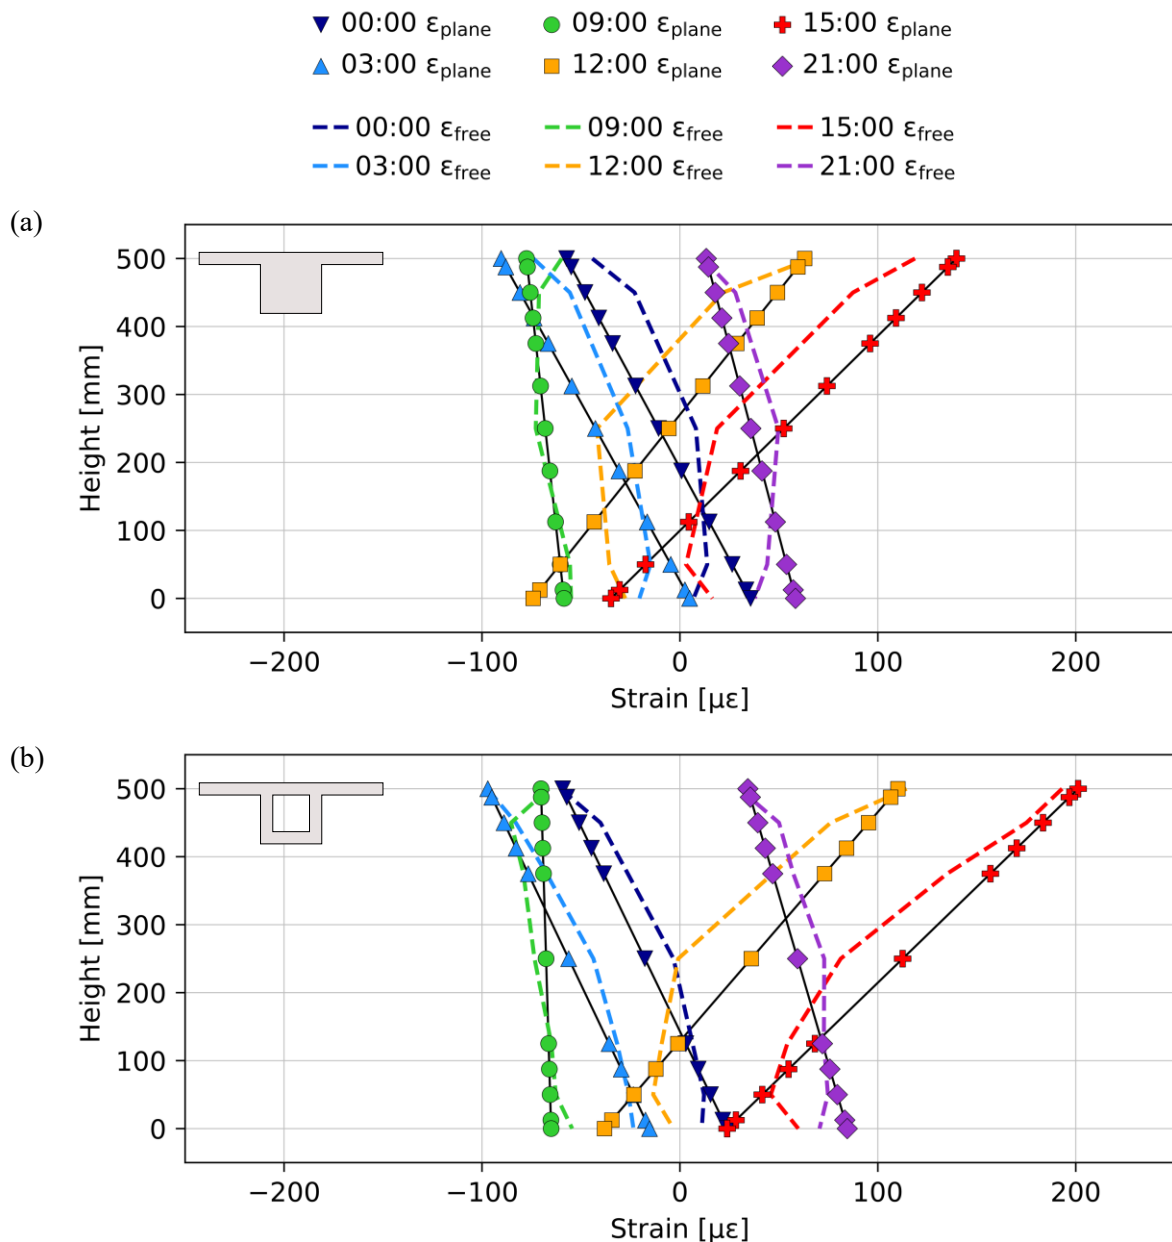 00:00 εplane 09:00 εplane 15:00 εplane
03:00 εplane 12:00 εplane 21:00 εplane
00:00 εfree 09:00 εfree 15:00 εfree
03:00 εfree 12:00 εfree 21:00 εfree
(a)
500
400
300
200
100
0
Height [mm]
−200 −100 0 100 200
Strain [με]
(b)
500
400
300
200
100
0
Height [mm]
−200 −100 0 100 200
Strain [με]